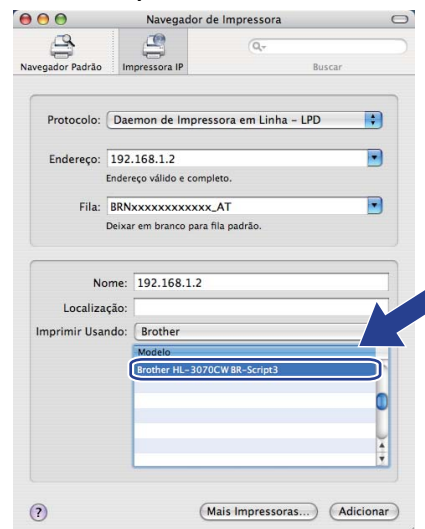 Navegador de Impressora
Navegador Padrão
Impressora IP
Buscar
Protocolo: Daemon de Impressora em Linha – LPD
Endereço: 192.168.1.2
Endereço válido e completo.
Fila: BRNxxxxxxxxxxxx_AT
Deixar em branco para fila padrão.
Nome: 192.168.1.2
Localização:
Imprimir Usando: Brother
Modelo
Brother HL-3070CW BR-Script3
?
Mais Impressoras...
Adicionar